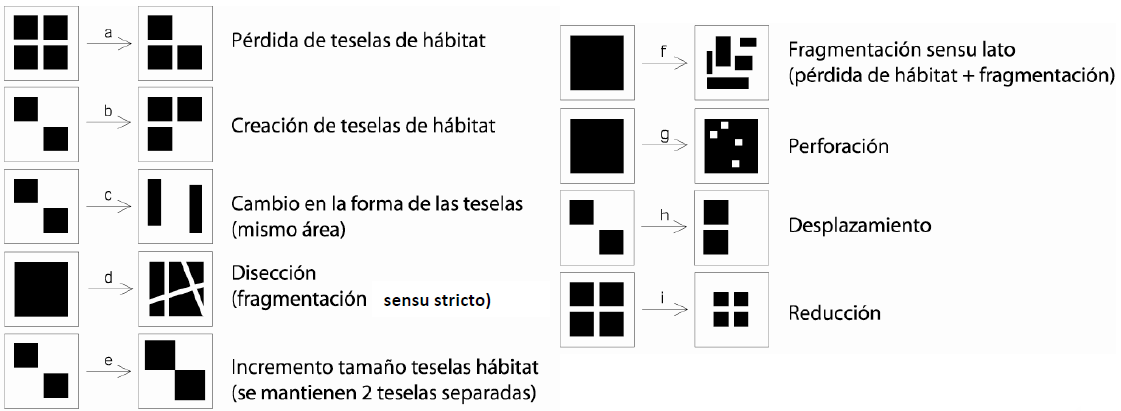 a
Pérdida de teselas de hábitat
b
Creación de teselas de hábitat
c
Cambio en la forma de las teselas
(mismo área)
d
Disección
(fragmentación sensu stricto)
e
Incremento tamaño teselas hábitat
(se mantienen 2 teselas separadas)
f
Fragmentación sensu lato
(pérdida de hábitat + fragmentación)
g
Perforación
h
Desplazamiento
i
Reducción